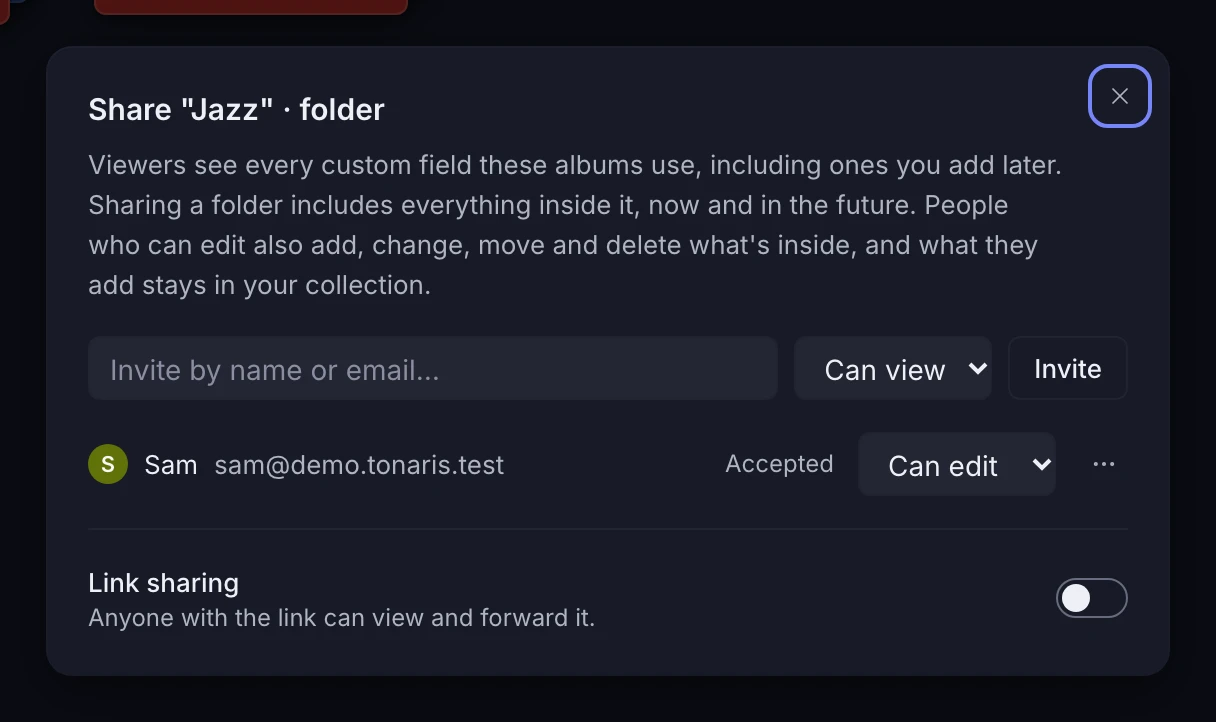 Share "Jazz" · folder
Viewers see every custom field these albums use, including ones you add later.
Sharing a folder includes everything inside it, now and in the future. People
who can edit also add, change, move and delete what's inside, and what they
add stays in your collection.
Invite by name or email...
Can view
Invite
S
Sam sam@demo.tonaris.test
Accepted
Can edit
Link sharing
Anyone with the link can view and forward it.